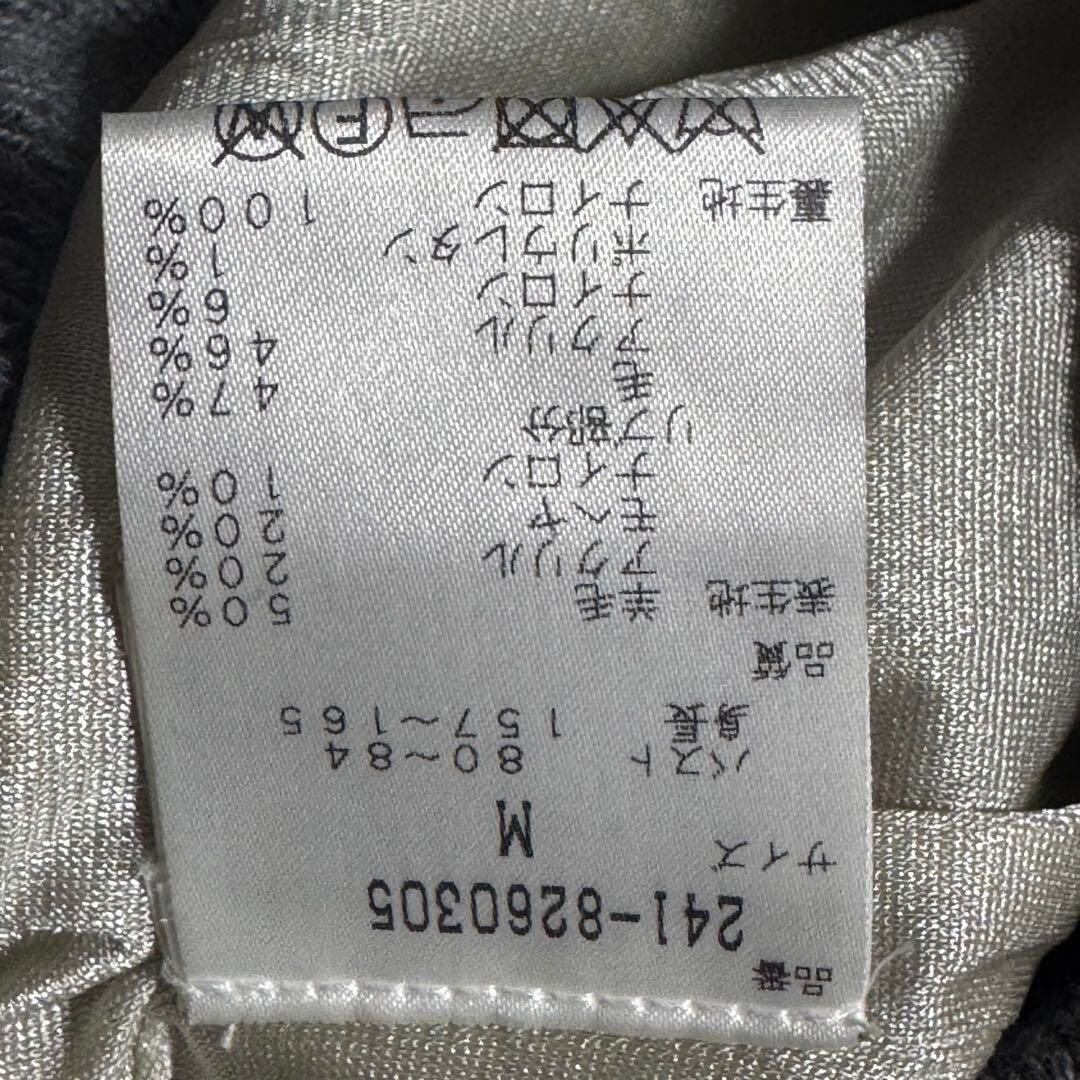 品番
241-8260305
サイズ
M
バスト 80~84
身長 157~165
品質
表生地 羊毛 50%
アクリル 20%
モヘヤ 20%
ナイロン 10%
リブ部分
毛 47%
アクリル 46%
ナイロン 6%
ポリウレタン 1%
裏生地 ナイロン 100%